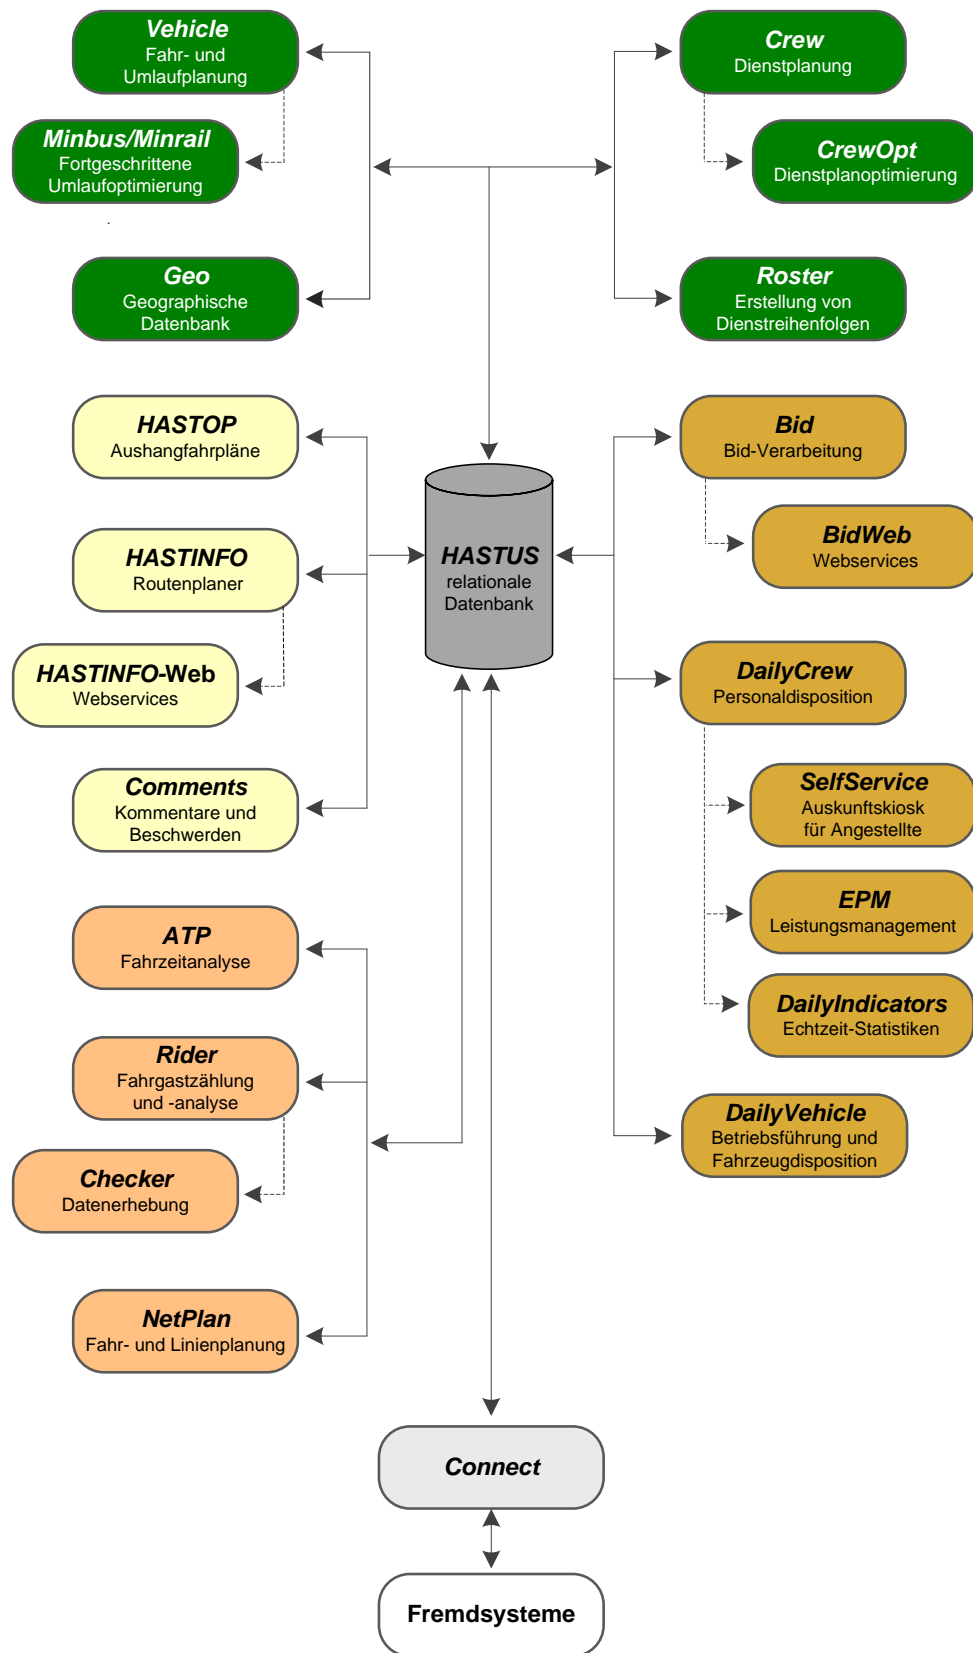 Vehicle
Fahr- und
Umlaufplanung
Minbus/Minrail
Fortgeschrittene
Umlaufoptimierung
Geo
Geographische
Datenbank
Crew
Dienstplanung
CrewOpt
Dienstplanoptimierung
Roster
Erstellung von
Dienstreihenfolgen
HASTOP
Aushangfahrpläne
HASTINFO
Routenplaner
HASTINFO-Web
Webservices
Comments
Kommentare und
Beschwerden
HASTUS
relationale
Datenbank
Bid
Bid-Verarbeitung
BidWeb
Webservices
DailyCrew
Personaldisposition
SelfService
Auskunftskiosk
für Angestellte
EPM
Leistungsmanagement
DailyIndicators
Echtzeit-Statistiken
DailyVehicle
Betriebsführung und
Fahrzeugdisposition
ATP
Fahrzeitanalyse
Rider
Fahrgastzählung
und -analyse
Checker
Datenerhebung
NetPlan
Fahr- und Linienplanung
Connect
Fremdsysteme